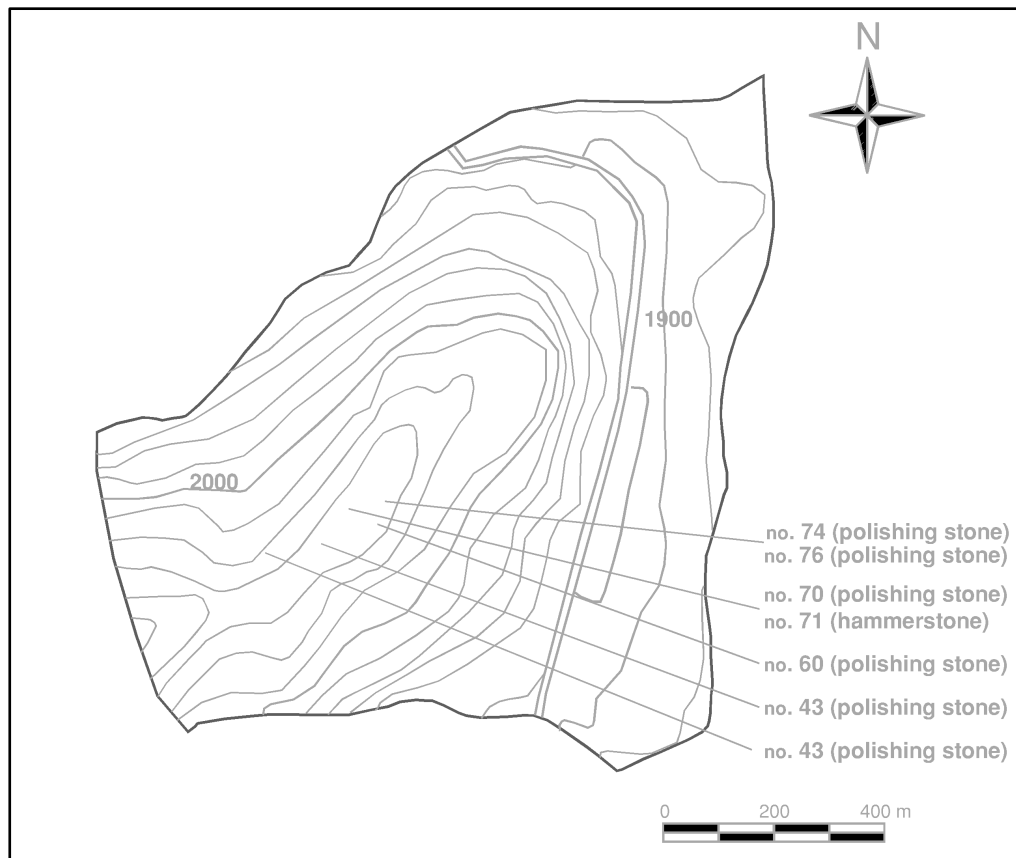 N
1900
2000
no. 74 (polishing stone)
no. 76 (polishing stone)
no. 70 (polishing stone)
no. 71 (hammerstone)
no. 60 (polishing stone)
no. 43 (polishing stone)
no. 43 (polishing stone)
0 200 400 m